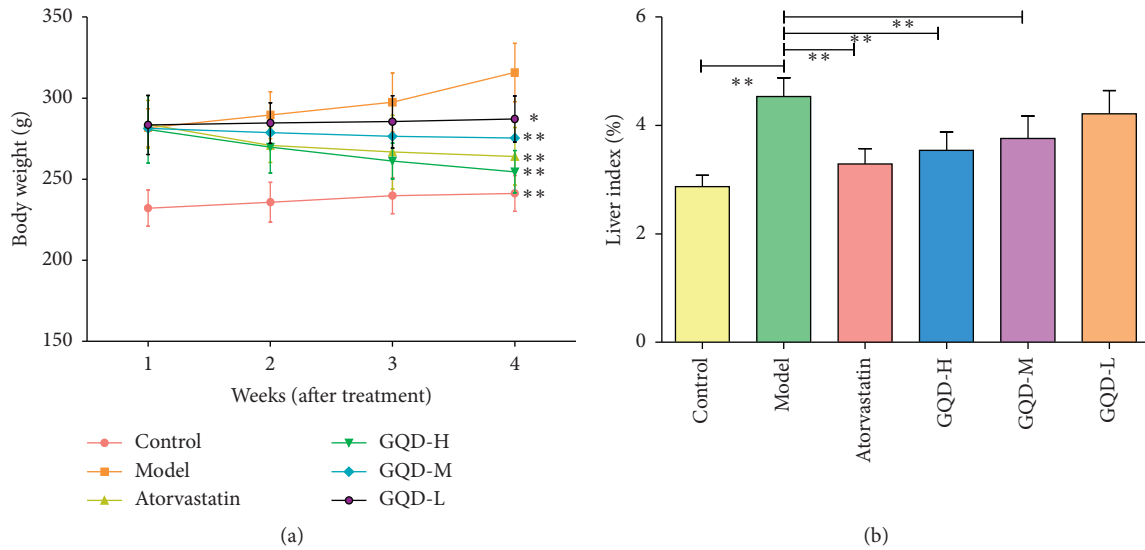 350
300
250
200
150
Body weight (g)
*
**
**
**
**
1
2
3
4
Weeks (after treatment)
Control
Model
Atorvastatin
GQD-H
GQD-M
GQD-L
(a)
6
4
2
0
Liver index (%)
**
**
**
**
Control
Model
Atorvastatin
GQD-H
GQD-M
GQD-L
(b)